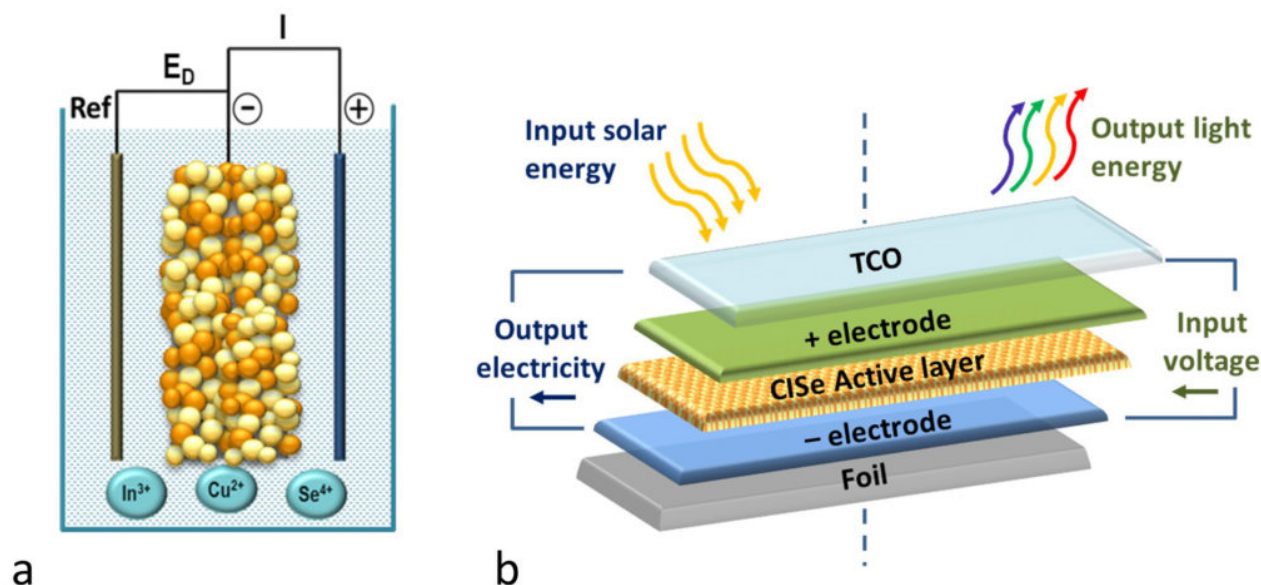 I
E_D
Ref
−
+
In³⁺
Cu²⁺
Se⁴⁺
a
Input solar
energy
Output light
energy
TCO
+ electrode
CISe Active layer
− electrode
Foil
Output
electricity
Input
voltage
b